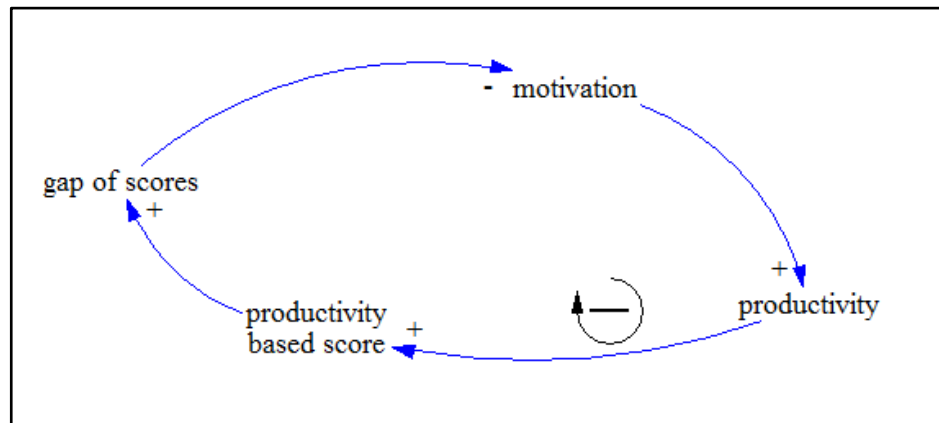 - motivation
gap of scores
+
+
productivity
productivity
based score
+